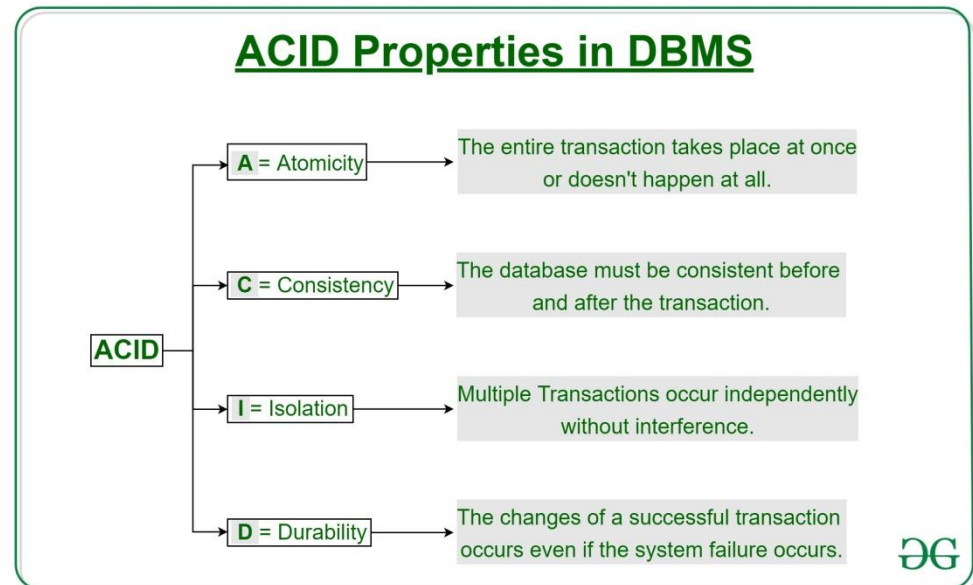 ACID Properties in DBMS
A = Atomicity
The entire transaction takes place at once
or doesn't happen at all.
C = Consistency
The database must be consistent before
and after the transaction.
ACID
I = Isolation
Multiple Transactions occur independently
without interference.
D = Durability
The changes of a successful transaction
occurs even if the system failure occurs.